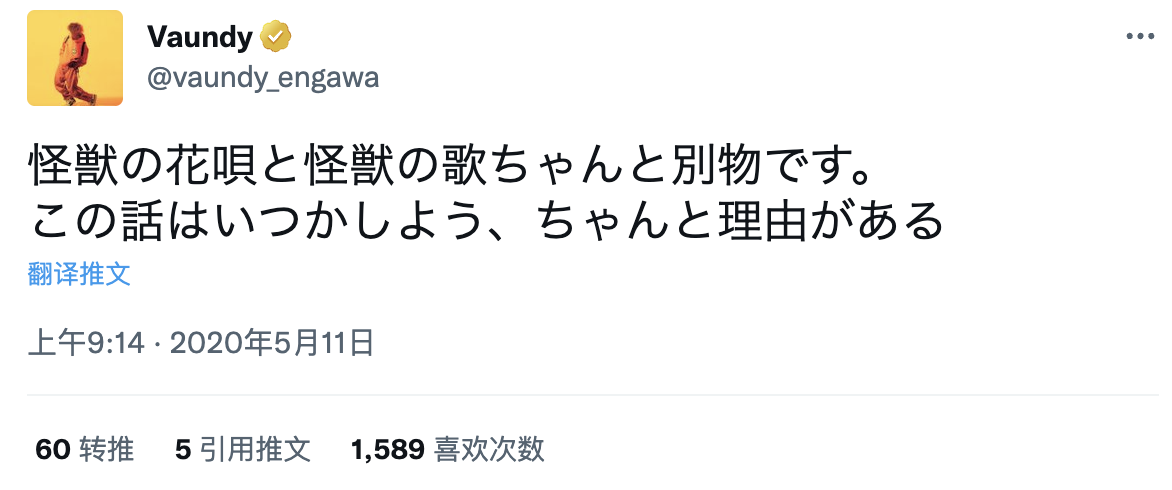 Vaundy
@vaundy_engawa
怪獣の花唄と怪獣の歌ちゃんと別物です。
この話はいつかしよう、ちゃんと理由がある
翻译推文
上午9:14 · 2020年5月11日
60 转推 5 引用推文 1,589 喜欢次数